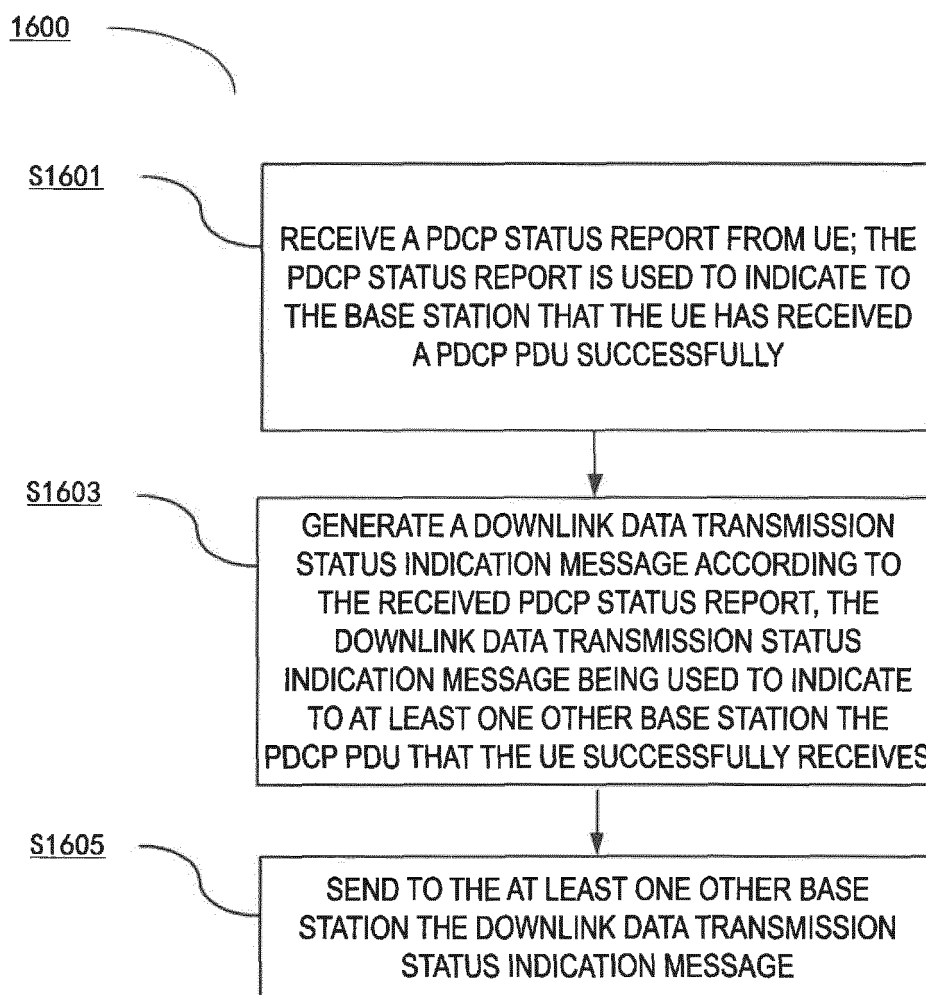 1600
S1601
RECEIVE A PDCP STATUS REPORT FROM UE; THE
PDCP STATUS REPORT IS USED TO INDICATE TO
THE BASE STATION THAT THE UE HAS RECEIVED
A PDCP PDU SUCCESSFULLY
S1603
GENERATE A DOWNLINK DATA TRANSMISSION
STATUS INDICATION MESSAGE ACCORDING TO
THE RECEIVED PDCP STATUS REPORT, THE
DOWNLINK DATA TRANSMISSION STATUS
INDICATION MESSAGE BEING USED TO INDICATE
TO AT LEAST ONE OTHER BASE STATION THE
PDCP PDU THAT THE UE SUCCESSFULLY RECEIVES
S1605
SEND TO THE AT LEAST ONE OTHER BASE
STATION THE DOWNLINK DATA TRANSMISSION
STATUS INDICATION MESSAGE